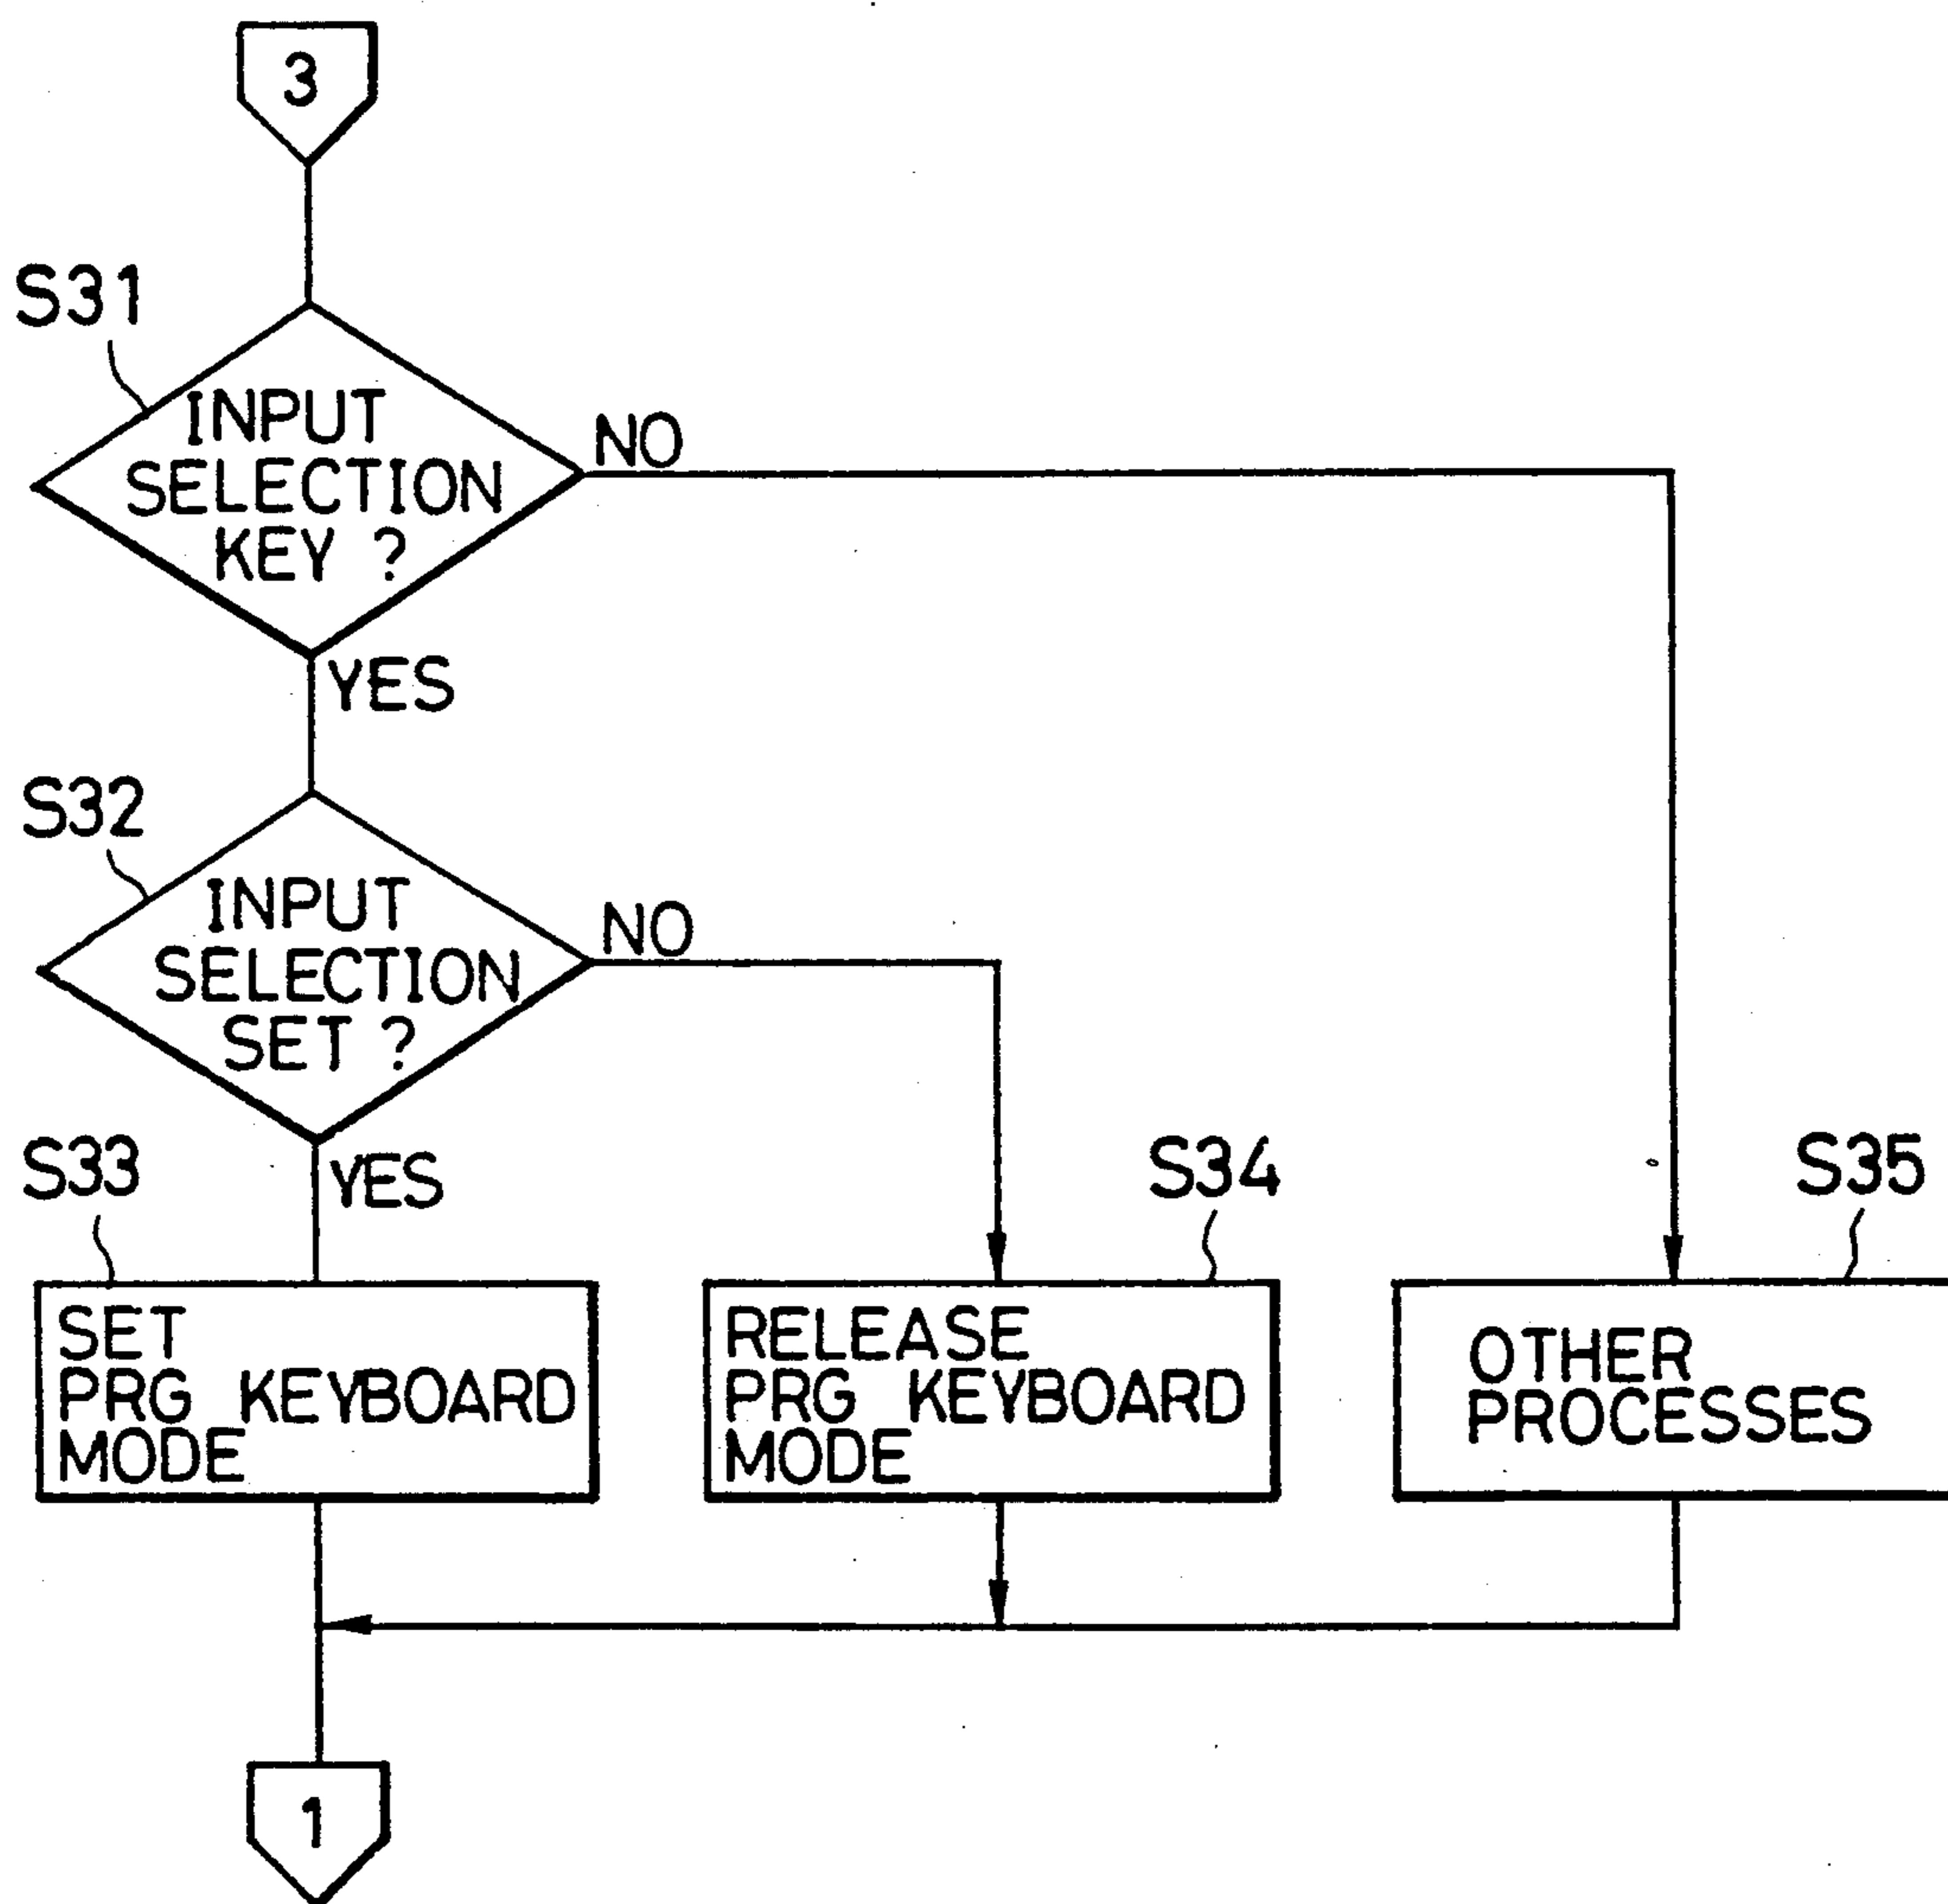 3
S31
INPUT
SELECTION
KEY ?
NO
YES
S32
INPUT
SELECTION
SET ?
NO
YES
S33
SET
PRG KEYBOARD
MODE
S34
RELEASE
PRG KEYBOARD
MODE
S35
OTHER
PROCESSES
1